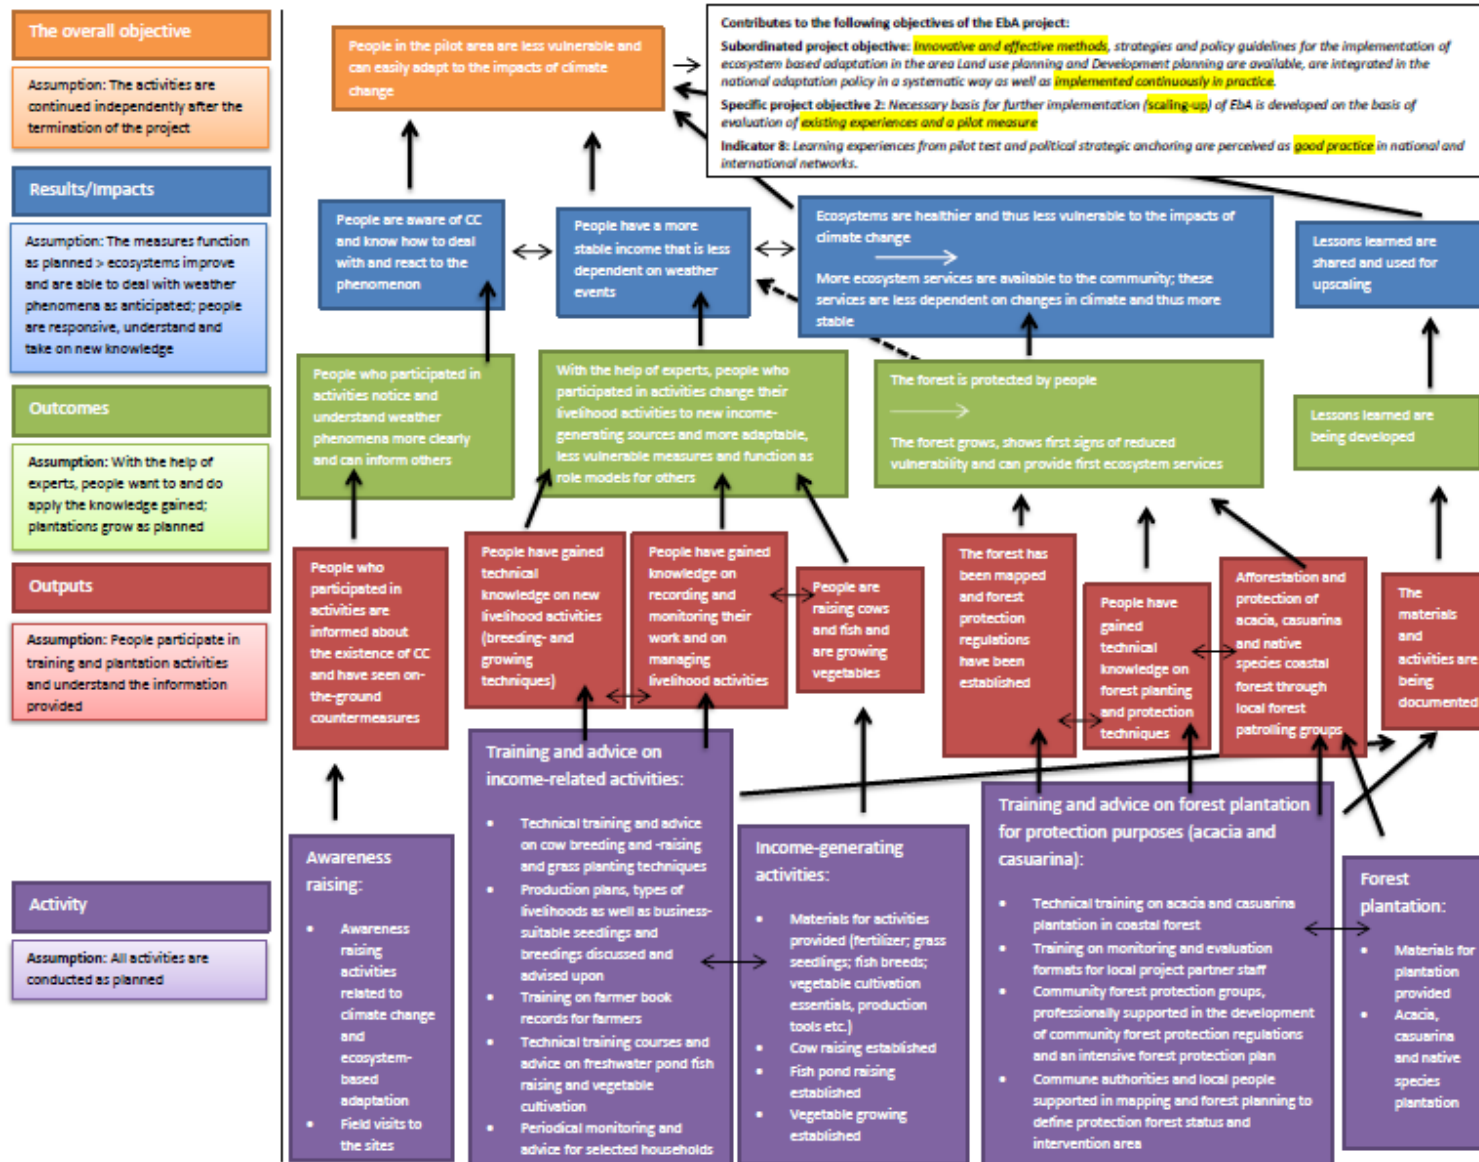 The overall objective
Assumption: The activities are
continued independently after the
termination of the project
Results/Impacts
Assumption: The measures function
as planned > ecosystems improve
and are able to deal with weather
phenomena as anticipated; people
are responsive, understand and
take on new knowledge
Outcomes
Assumption: With the help of
experts, people want to and do
apply the knowledge gained;
plantations grow as planned
Outputs
Assumption: People participate in
training and plantation activities
and understand the information
provided
Activity
Assumption: All activities are
conducted as planned
People in the pilot area are less vulnerable and
can easily adapt to the impacts of climate
change
Contributes to the following objectives of the EbA project:
Subordinated project objective: Innovative and effective methods, strategies and policy guidelines for the implementation of
ecosystem based adaptation in the area Land use planning and Development planning are available, are integrated in the
national adaptation policy in a systematic way as well as implemented continuously in practice.
Specific project objective 2: Necessary basis for further implementation (scaling-up) of EbA is developed on the basis of
evaluation of existing experiences and a pilot measure
Indicator 8: Learning experiences from pilot test and political strategic anchoring are perceived as good practice in national and
international networks.
People are aware of CC
and know how to deal
with and react to the
phenomenon
People have a more
stable income that is less
dependent on weather
events
Ecosystems are healthier and thus less vulnerable to the impacts of
climate change
More ecosystem services are available to the community; these
services are less dependent on changes in climate and thus more
stable
Lessons learned are
shared and used for
upscaling
People who participated in
activities notice and
understand weather
phenomena more clearly
and can inform others
With the help of experts, people who
participated in activities change their
livelihood activities to new income-
generating sources and more adaptable,
less vulnerable measures and function as
role models for others
The forest is protected by people
The forest grows, shows first signs of reduced
vulnerability and can provide first ecosystem services
Lessons learned are
being developed
People who
participated in
activities are
informed about
the existence of CC
and have seen on-
the-ground
countermeasures
People have gained
technical
knowledge on new
livelihood activities
(breeding- and
growing
techniques)
People have gained
knowledge on
recording and
monitoring their
work and on
managing
livelihood activities
People are
raising cows
and fish and
are growing
vegetables
The forest has
been mapped
and forest
protection
regulations
have been
established
People have
gained
technical
knowledge on
forest planting
and protection
techniques
Afforestation and
protection of
acacia, casuarina
and native
species coastal
forest through
local forest
patrolling groups
The
materials
and
activities are
being
documented
Awareness
raising:
• Awareness
raising
activities
related to
climate change
and
ecosystem-
based
adaptation
• Field visits to
the sites
Training and advice on
income-related activities:
• Technical training and advice
on cow breeding and -raising
and grass planting techniques
• Production plans, types of
livelihoods as well as business-
suitable seedlings and
breedings discussed and
advised upon
• Training on farmer book
records for farmers
• Technical training courses and
advice on freshwater pond fish
raising and vegetable
cultivation
• Periodical monitoring and
advice for selected households
Income-generating
activities:
• Materials for activities
provided (fertilizer; grass
seedlings; fish breeds;
vegetable cultivation
essentials, production
tools etc.)
• Cow raising established
• Fish pond raising
established
• Vegetable growing
established
Training and advice on forest plantation
for protection purposes (acacia and
casuarina):
• Technical training on acacia and casuarina
plantation in coastal forest
• Training on monitoring and evaluation
formats for local project partner staff
• Community forest protection groups,
professionally supported in the development
of community forest protection regulations
and an intensive forest protection plan
• Commune authorities and local people
supported in mapping and forest planning to
define protection forest status and
intervention area
Forest
plantation:
• Materials for
plantation
provided
• Acacia,
casuarina
and native
species
plantation